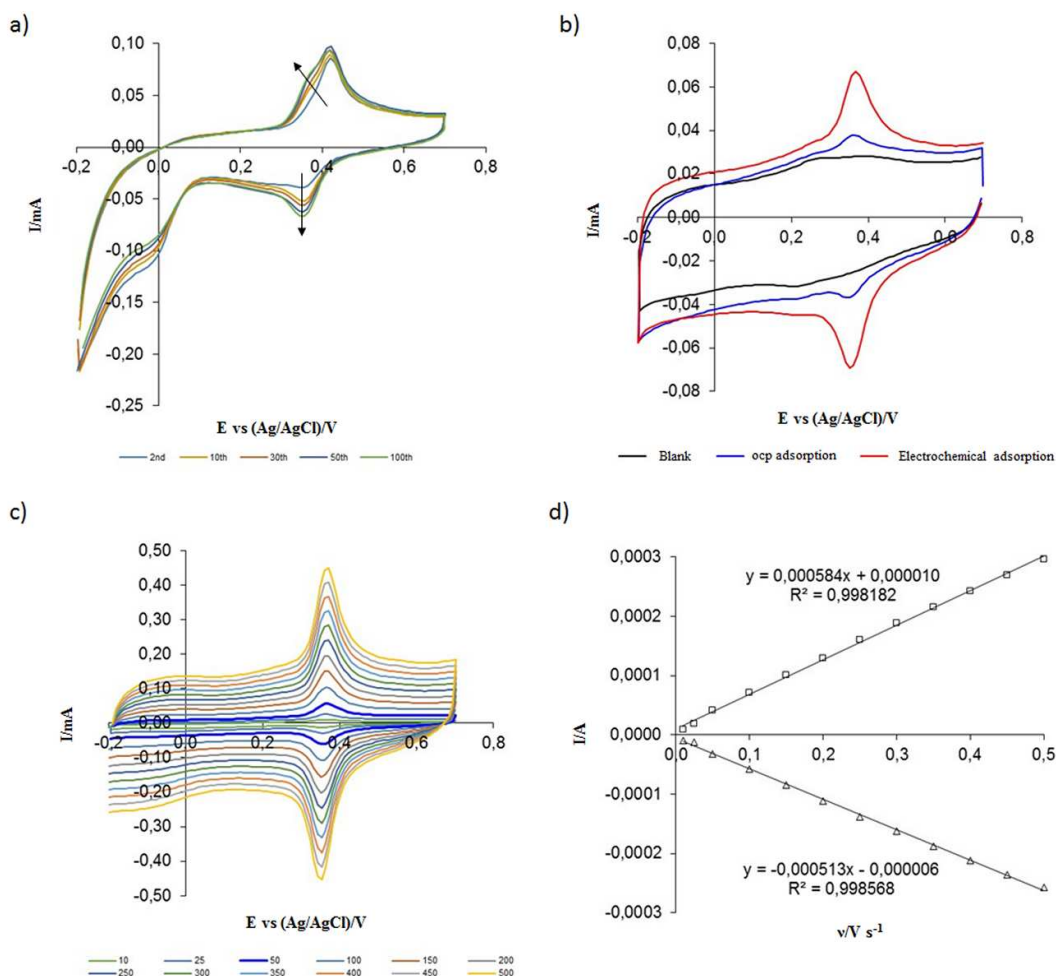 a)
0,10
0,05
0,00
-0,05
-0,10
-0,15
-0,20
-0,25
-0,2 0,0 0,2 0,4 0,6 0,8
I/mA
E vs (Ag/AgCl)/V
2nd 10th 30th 50th 100th
b)
0,08
0,06
0,04
0,02
0,00
-0,02
-0,04
-0,06
-0,08
-0,2 0,0 0,2 0,4 0,6 0,8
I/mA
E vs (Ag/AgCl)/V
Blank ocp adsorption Electrochemical adsorption
c)
0,50
0,40
0,30
0,20
0,10
0,00
-0,10
-0,20
-0,30
-0,40
-0,50
-0,2 0,0 0,2 0,4 0,6 0,8
I/mA
E vs (Ag/AgCl)/V
10 25 50 100 150 200
250 300 350 400 450 500
d)
0,0003
0,0002
0,0001
0,0000
-0,0001
-0,0002
-0,0003
0,0 0,1 0,2 0,3 0,4 0,5
I/A
y = 0,000584x + 0,000010
R² = 0,998182
y = -0,000513x - 0,000006
R² = 0,998568
ν/V s⁻¹